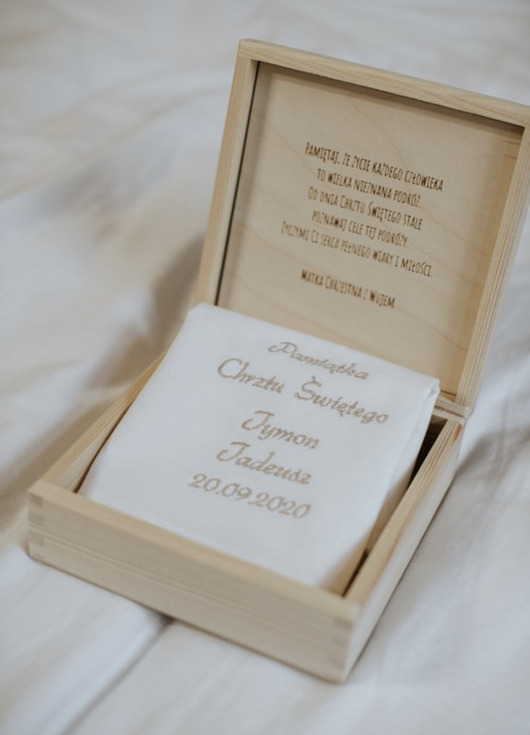 PAMIĘTAJ, ŻE ŻYCIE KAŻDEGO CZŁOWIEKA
TO WIELKA NIEZNANA PODRÓŻ.
OD DNIA CHRZTU ŚWIĘTEGO STALE
POZNAWAJ CELE TEJ PODRÓŻY.
ŻYCZYMY CI SERCA PEŁNEGO WIARY I MIŁOŚCI.
MATKA CHRZESTNA Z WUJEM
Pamiątka
Chrztu Świętego
Tymon
Tadeusz
20.09.2020